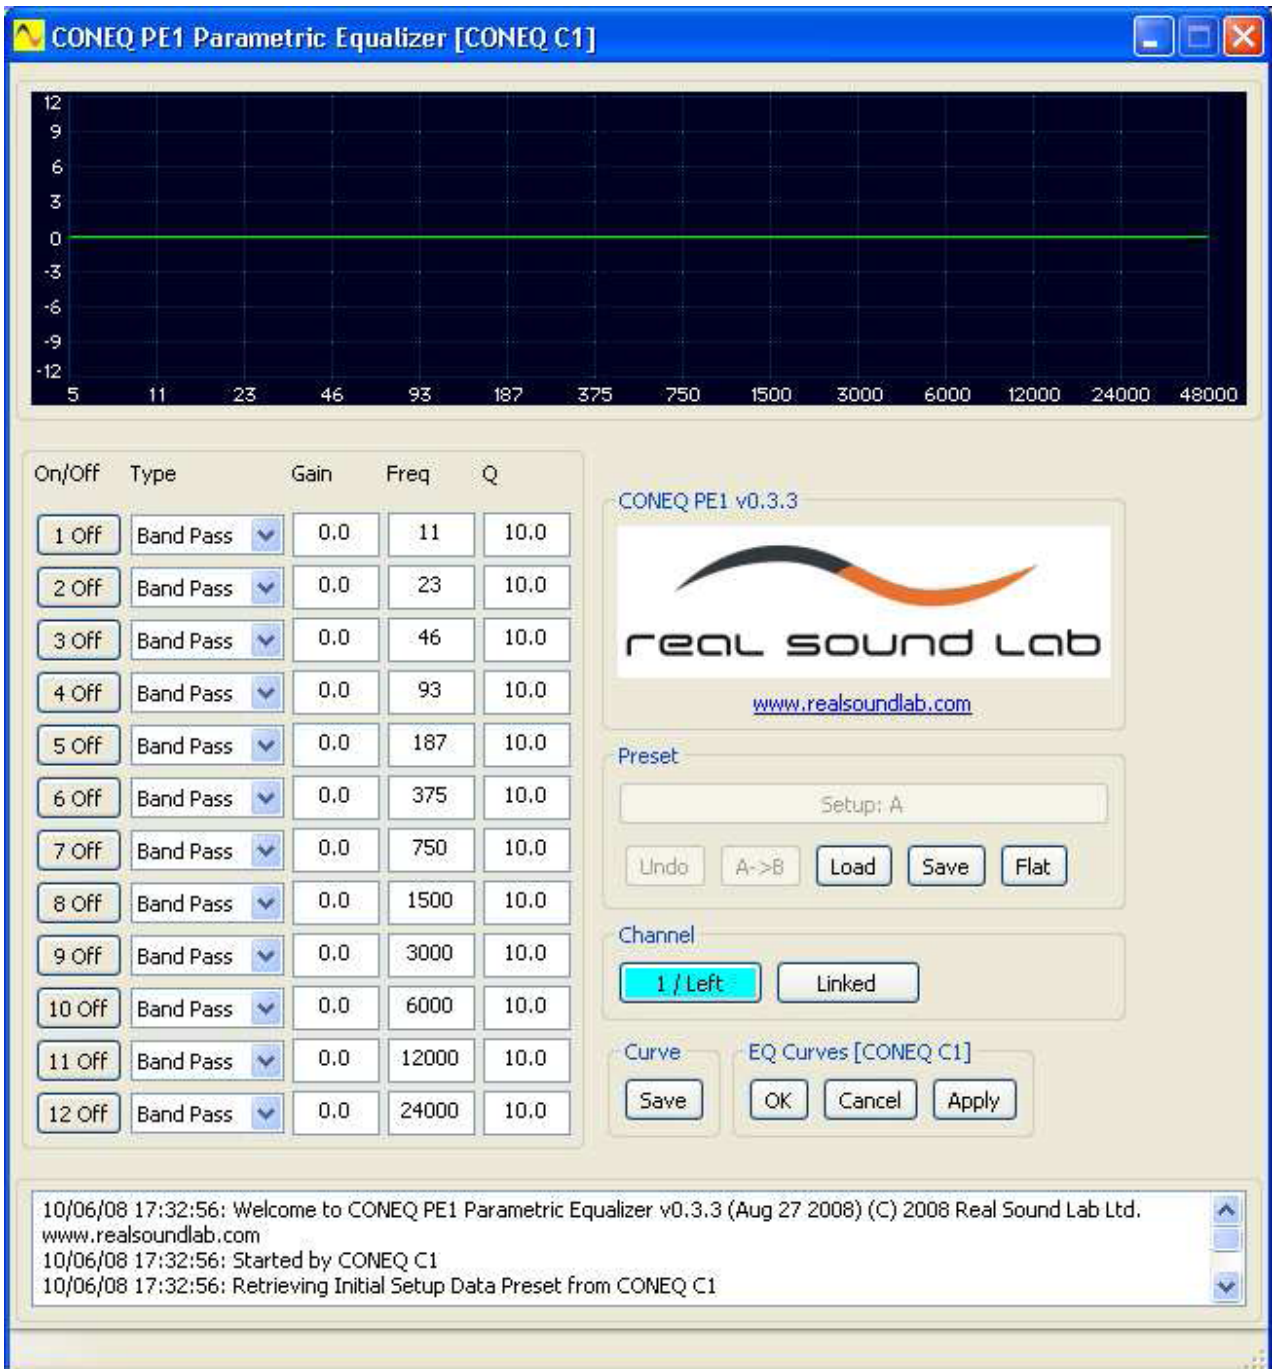 CONEQ PE1 Parametric Equalizer [CONEQ C1]
12
9
6
3
0
-3
-6
-9
-12
5 11 23 46 93 187 375 750 1500 3000 6000 12000 24000 48000
On/Off Type Gain Freq Q
1 Off Band Pass 0.0 11 10.0
2 Off Band Pass 0.0 23 10.0
3 Off Band Pass 0.0 46 10.0
4 Off Band Pass 0.0 93 10.0
5 Off Band Pass 0.0 187 10.0
6 Off Band Pass 0.0 375 10.0
7 Off Band Pass 0.0 750 10.0
8 Off Band Pass 0.0 1500 10.0
9 Off Band Pass 0.0 3000 10.0
10 Off Band Pass 0.0 6000 10.0
11 Off Band Pass 0.0 12000 10.0
12 Off Band Pass 0.0 24000 10.0
CONEQ PE1 v0.3.3
real sound Lab
www.realsoundlab.com
Preset
Setup: A
Undo A->B Load Save Flat
Channel
1 / Left Linked
Curve EQ Curves [CONEQ C1]
Save OK Cancel Apply
10/06/08 17:32:56: Welcome to CONEQ PE1 Parametric Equalizer v0.3.3 (Aug 27 2008) (C) 2008 Real Sound Lab Ltd.
www.realsoundlab.com
10/06/08 17:32:56: Started by CONEQ C1
10/06/08 17:32:56: Retrieving Initial Setup Data Preset from CONEQ C1